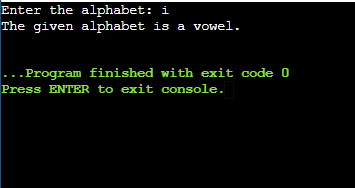 Enter the alphabet: i
The given alphabet is a vowel.
...Program finished with exit code 0
Press ENTER to exit console.